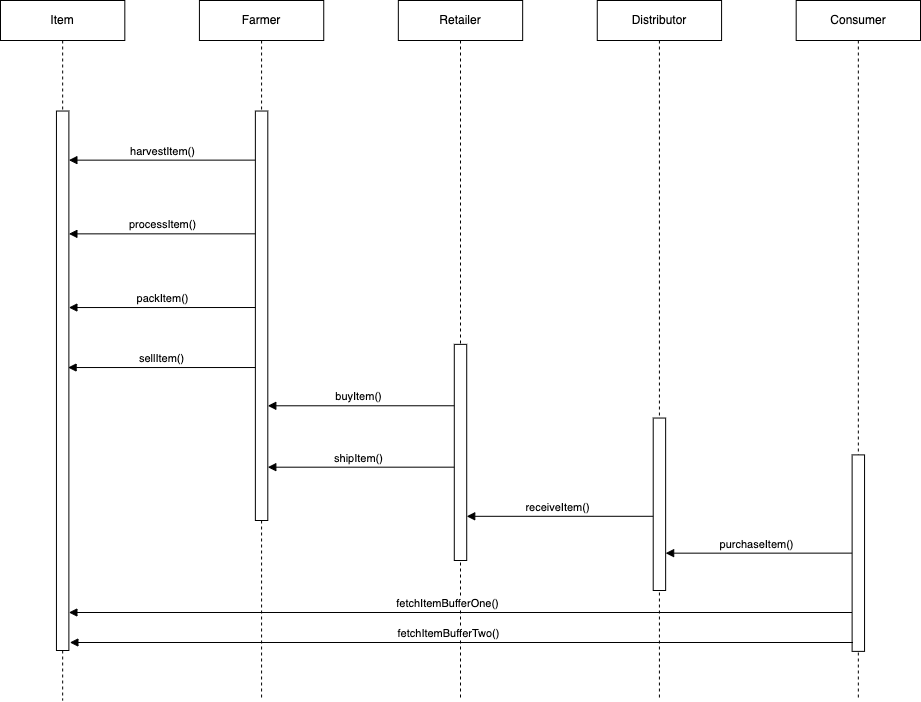 Item
Farmer
Retailer
Distributor
Consumer
harvestItem()
processItem()
packItem()
sellItem()
buyItem()
shipItem()
receiveItem()
purchaseItem()
fetchItemBufferOne()
fetchItemBufferTwo()